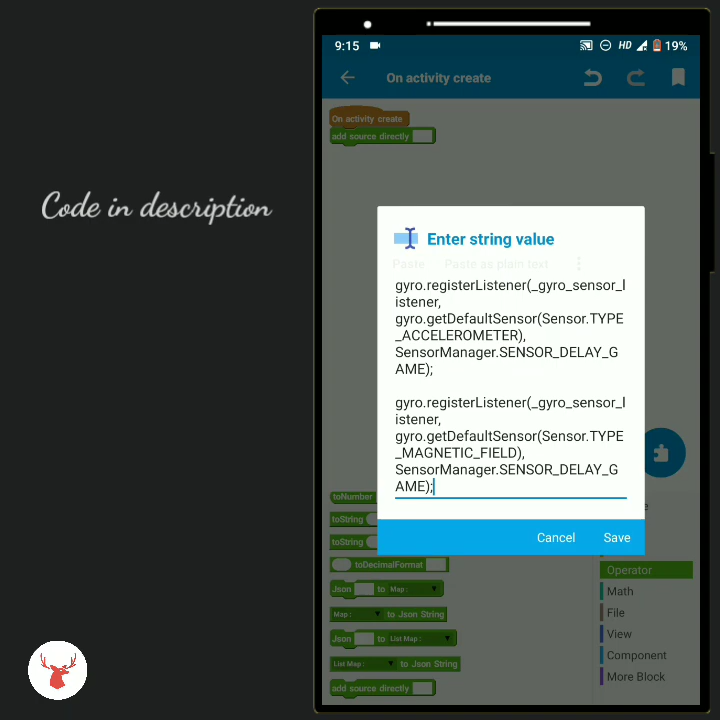 9:15
HD
19%
On activity create
On activity create
add source directly
Code in description
Enter string value
Paste
Paste as plain text
gyro.registerListener(_gyro_sensor_l
istener,
gyro.getDefaultSensor(Sensor.TYPE
_ACCELEROMETER),
SensorManager.SENSOR_DELAY_G
AME);
gyro.registerListener(_gyro_sensor_l
istener,
gyro.getDefaultSensor(Sensor.TYPE
_MAGNETIC_FIELD),
SensorManager.SENSOR_DELAY_G
AME);
Cancel
Save
toNumber
toString
toString
toDecimalFormat
Json to Map:
Map: to Json String
Json to List Map:
List Map: to Json String
add source directly
Operator
Math
File
View
Component
More Block